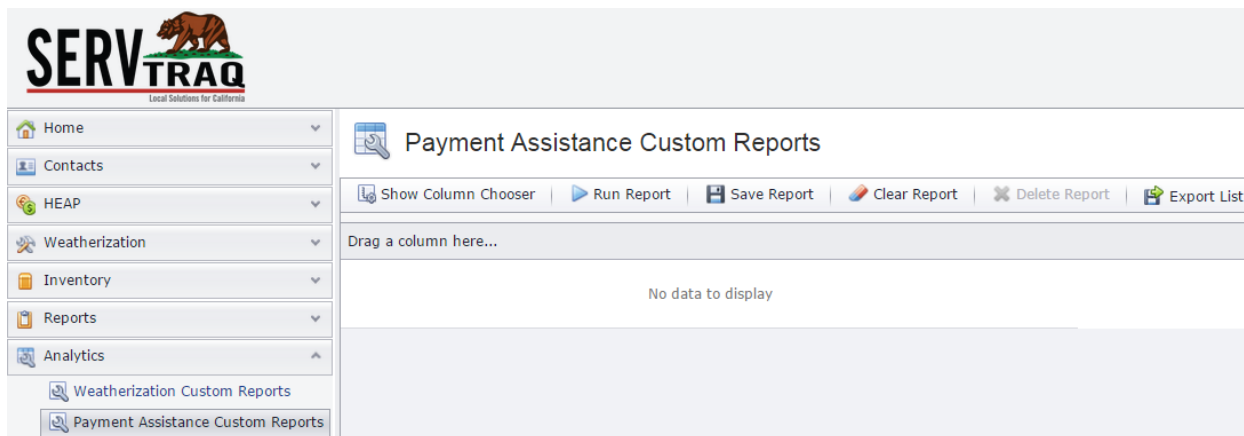 SERVTRAQ
Local Solutions for California
Home
Contacts
HEAP
Weatherization
Inventory
Reports
Analytics
Weatherization Custom Reports
Payment Assistance Custom Reports
Payment Assistance Custom Reports
Show Column Chooser Run Report Save Report Clear Report Delete Report Export List
Drag a column here...
No data to display